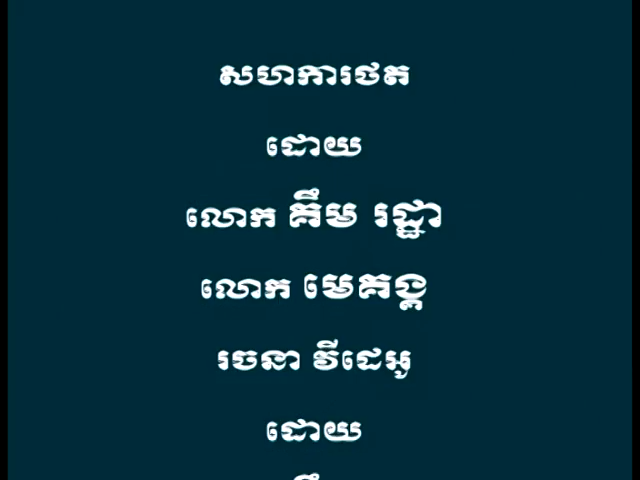 សហការថត
ដោយ
លោក គឹម រដ្ឋា
លោក មេគង្គ
រចនា វីដេអូ
ដោយ